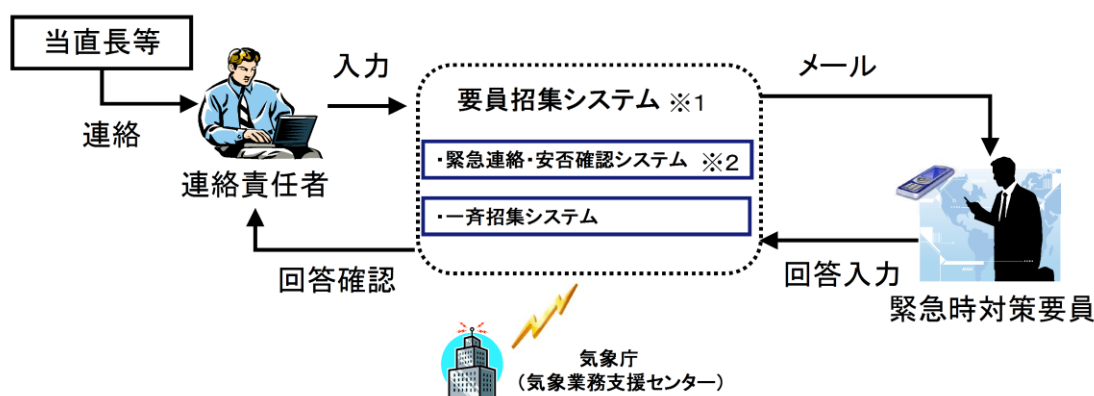 当直長等
連絡
連絡責任者
入力
要員招集システム ※1
・緊急連絡・安否確認システム ※2
・一斉招集システム
メール
緊急時対策要員
回答入力
回答確認
気象庁
（気象業務支援センター）